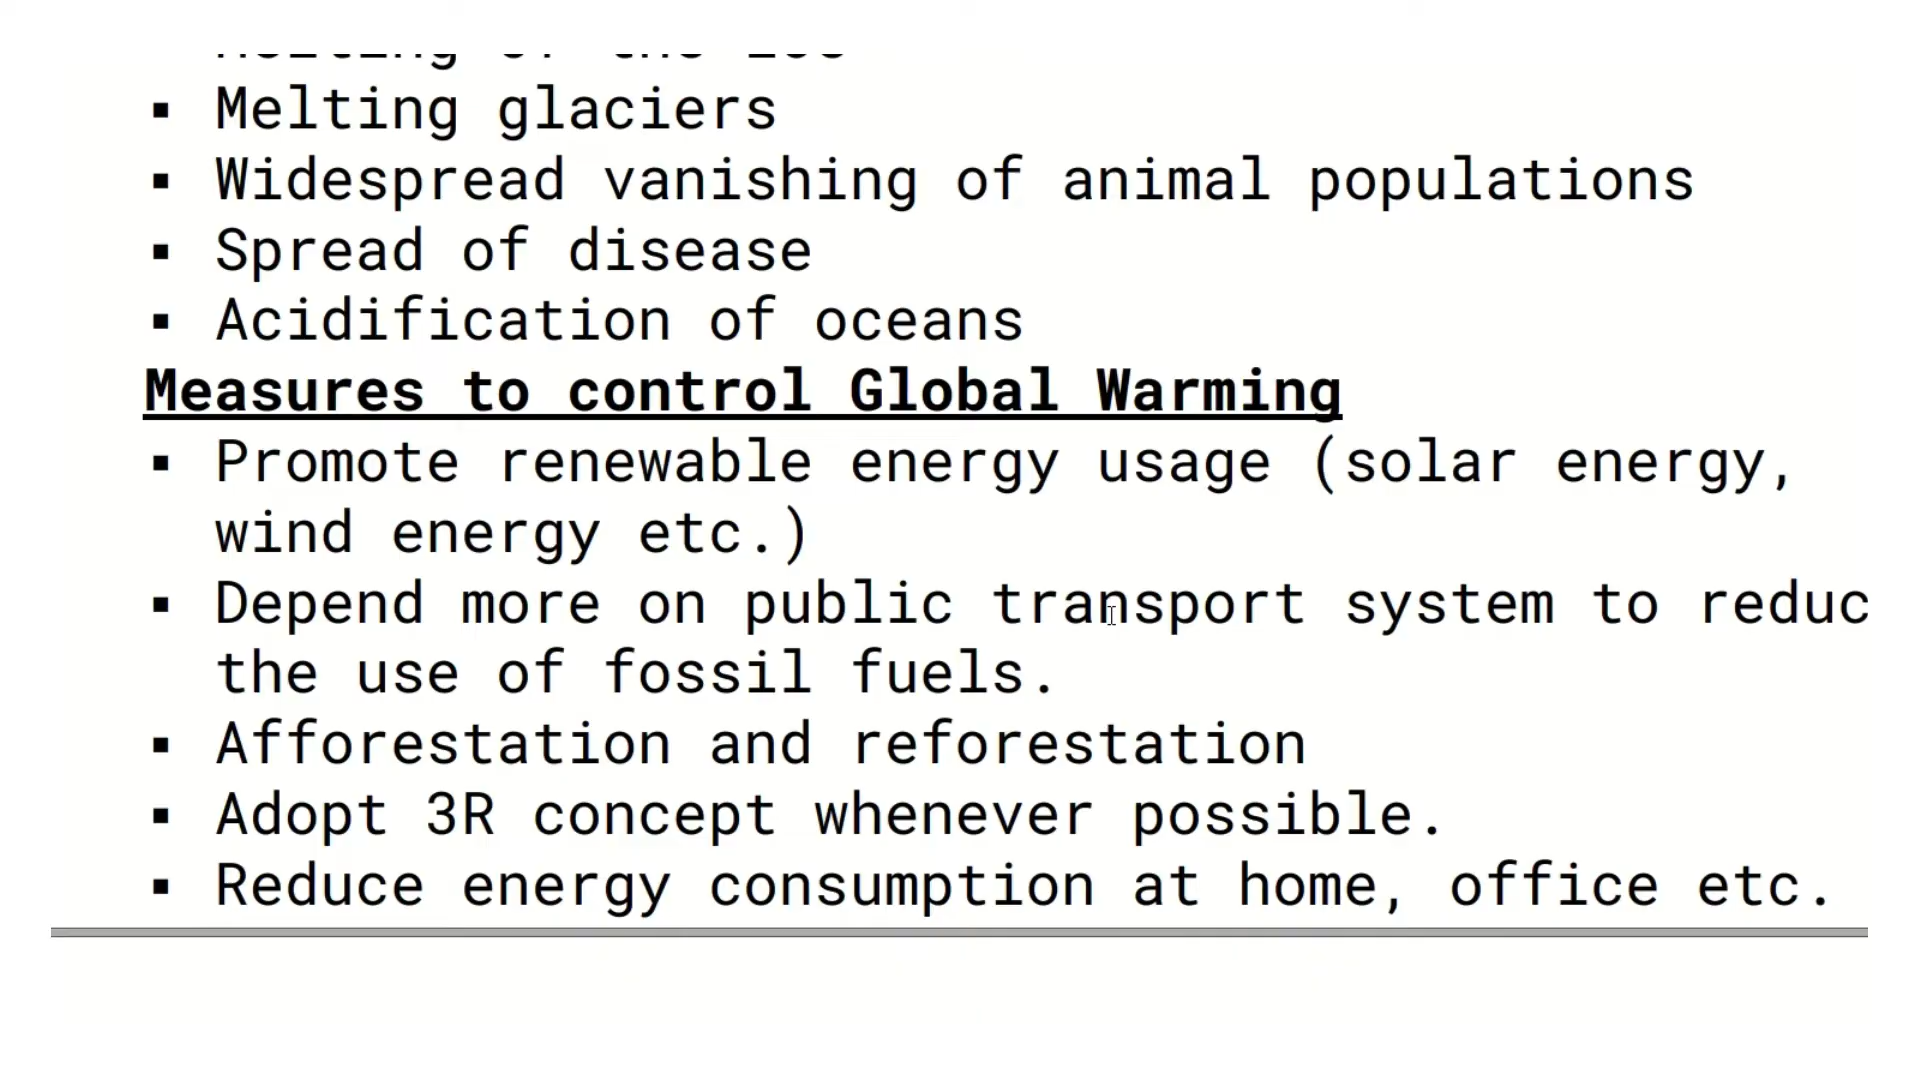 ▪ Melting glaciers
▪ Widespread vanishing of animal populations
▪ Spread of disease
▪ Acidification of oceans
Measures to control Global Warming
▪ Promote renewable energy usage (solar energy,
wind energy etc.)
▪ Depend more on public transport system to reduc
the use of fossil fuels.
▪ Afforestation and reforestation
▪ Adopt 3R concept whenever possible.
▪ Reduce energy consumption at home, office etc.